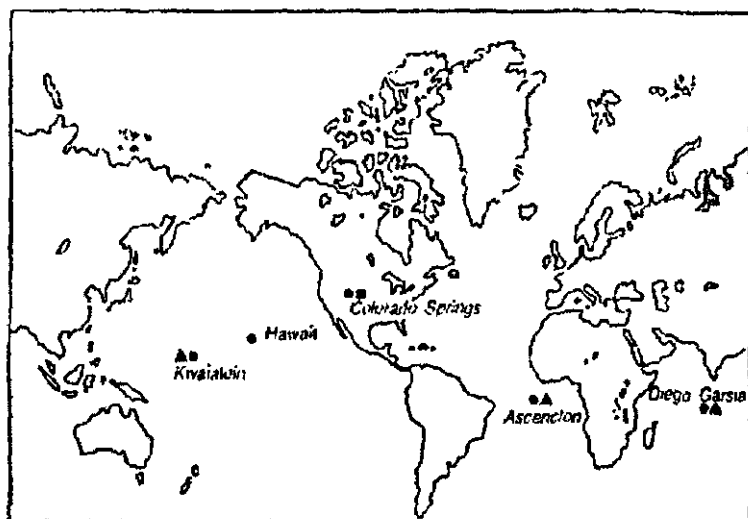 Colorado Springs
Hawaii
Kwajalein
Diego Garsia
Ascencion